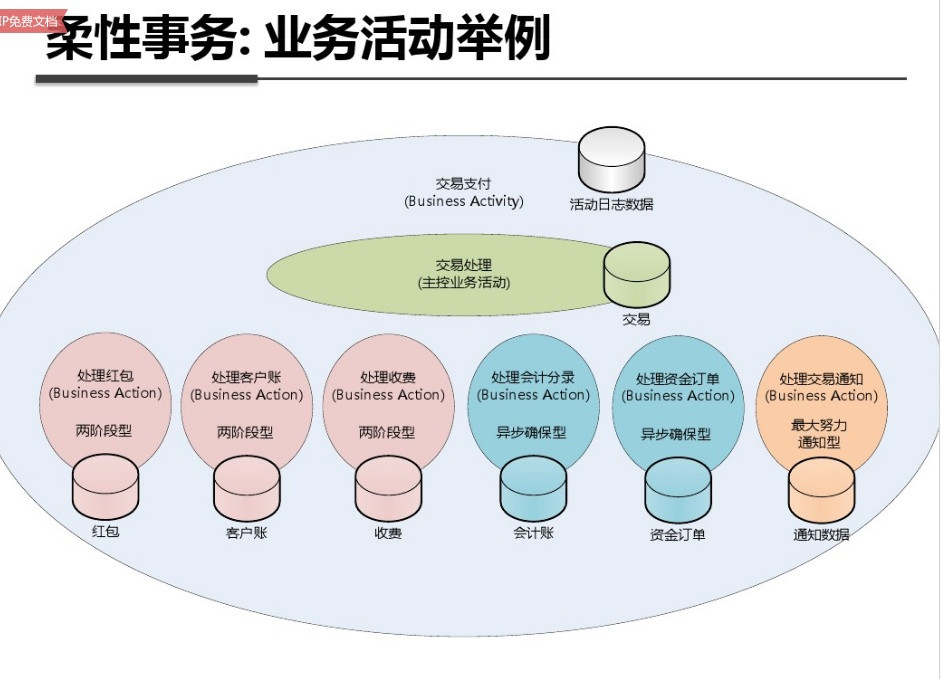 IP免费文档
柔性事务: 业务活动举例
交易支付
(Business Activity)
活动日志数据
交易处理
(主控业务活动)
交易
处理红包
(Business Action)
两阶段型
红包
处理客户账
(Business Action)
两阶段型
客户账
处理收费
(Business Action)
两阶段型
收费
处理会计分录
(Business Action)
异步确保型
会计账
处理资金订单
(Business Action)
异步确保型
资金订单
处理交易通知
(Business Action)
最大努力
通知型
通知数据